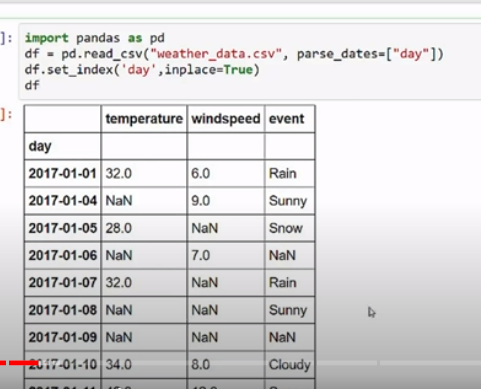 ]: import pandas as pd
df = pd.read_csv("weather_data.csv", parse_dates=["day"])
df.set_index('day',inplace=True)
df
]:
temperature windspeed event
day
2017-01-01 32.0 6.0 Rain
2017-01-04 NaN 9.0 Sunny
2017-01-05 28.0 NaN Snow
2017-01-06 NaN 7.0 NaN
2017-01-07 32.0 NaN Rain
2017-01-08 NaN NaN Sunny
2017-01-09 NaN NaN NaN
2017-01-10 34.0 8.0 Cloudy